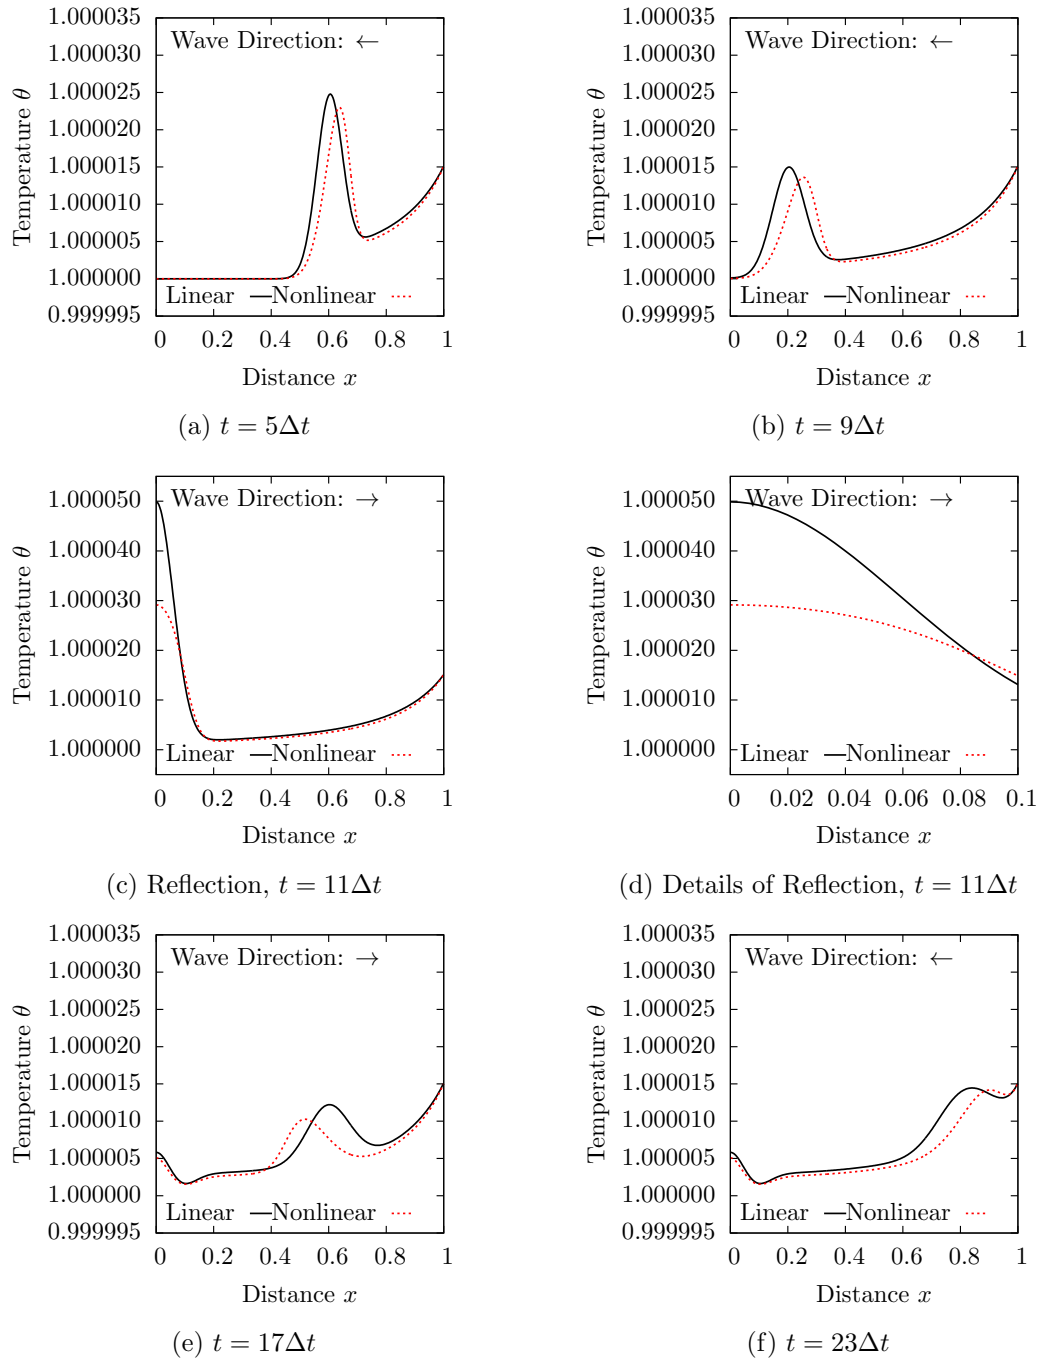 1.000035
1.000030
1.000025
1.000020
1.000015
1.000010
1.000005
1.000000
0.999995
Temperature θ
Wave Direction: ←
Linear Nonlinear
0 0.2 0.4 0.6 0.8 1
Distance x
(a) t = 5Δt
1.000035
1.000030
1.000025
1.000020
1.000015
1.000010
1.000005
1.000000
0.999995
Temperature θ
Wave Direction: ←
Linear Nonlinear
0 0.2 0.4 0.6 0.8 1
Distance x
(b) t = 9Δt
1.000050
1.000040
1.000030
1.000020
1.000010
1.000000
Temperature θ
Wave Direction: →
Linear Nonlinear
0 0.2 0.4 0.6 0.8 1
Distance x
(c) Reflection, t = 11Δt
1.000050
1.000040
1.000030
1.000020
1.000010
1.000000
Temperature θ
Wave Direction: →
Linear Nonlinear
0 0.02 0.04 0.06 0.08 0.1
Distance x
(d) Details of Reflection, t = 11Δt
1.000035
1.000030
1.000025
1.000020
1.000015
1.000010
1.000005
1.000000
0.999995
Temperature θ
Wave Direction: →
Linear Nonlinear
0 0.2 0.4 0.6 0.8 1
Distance x
(e) t = 17Δt
1.000035
1.000030
1.000025
1.000020
1.000015
1.000010
1.000005
1.000000
0.999995
Temperature θ
Wave Direction: ←
Linear Nonlinear
0 0.2 0.4 0.6 0.8 1
Distance x
(f) t = 23Δt